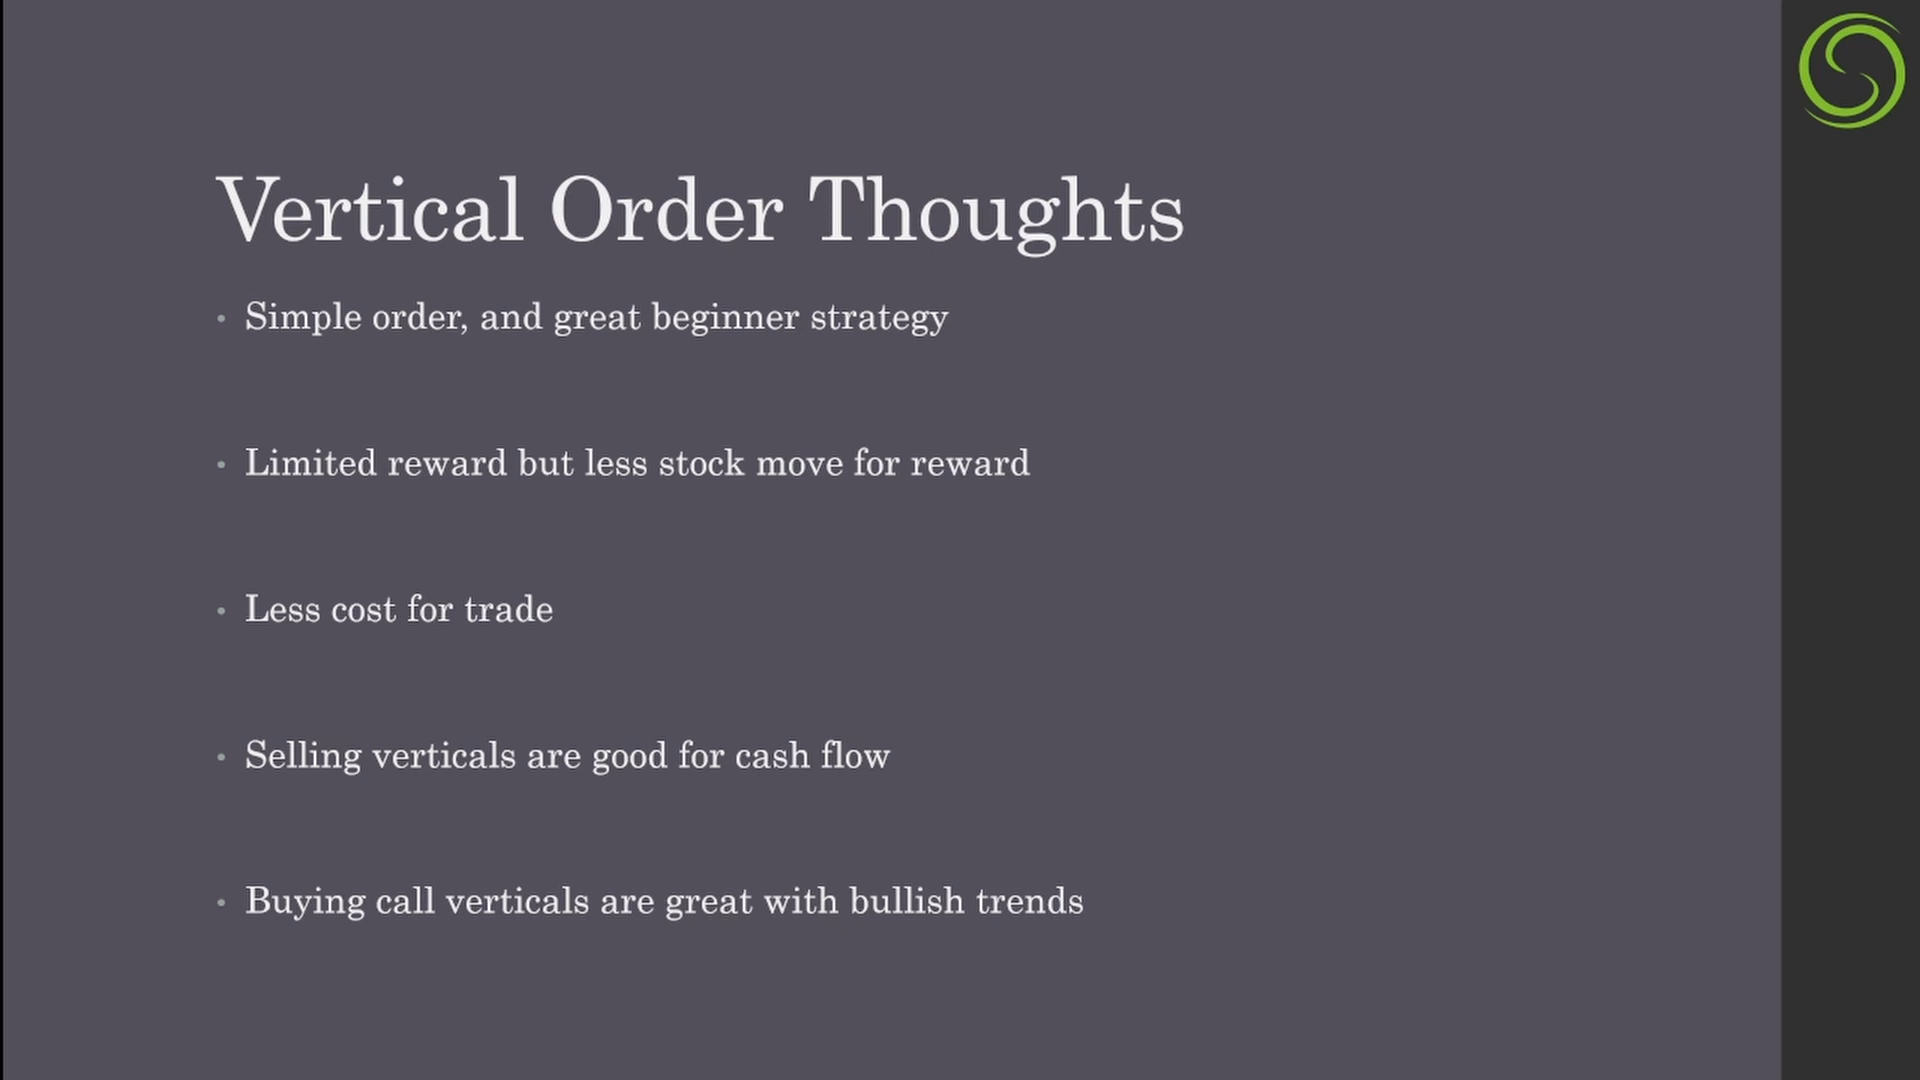 Vertical Order Thoughts
• Simple order, and great beginner strategy
• Limited reward but less stock move for reward
• Less cost for trade
• Selling verticals are good for cash flow
• Buying call verticals are great with bullish trends